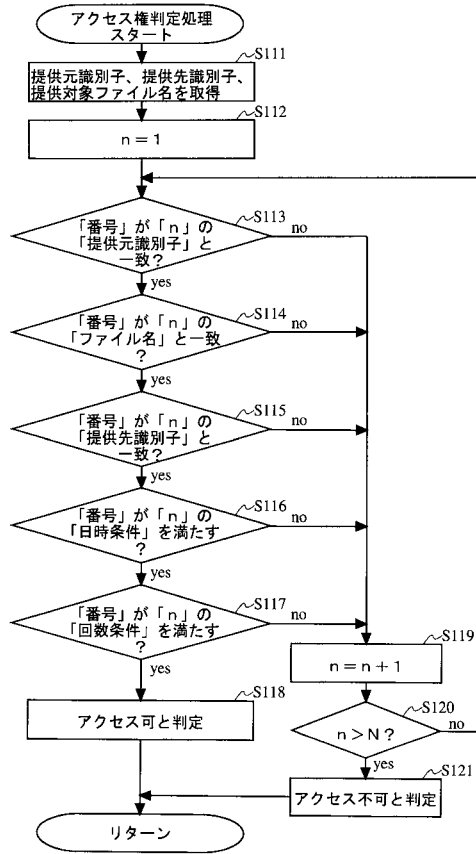 アクセス権判定処理
スタート
S111
提供元識別子、提供先識別子、
提供対象ファイル名を取得
S112
n＝1
S113
「番号」が「n」の
「提供元識別子」と
一致？
no
yes
S114
「番号」が「n」の
「ファイル名」と一致
？
no
yes
S115
「番号」が「n」の
「提供先識別子」と
一致？
no
yes
S116
「番号」が「n」の
「日時条件」を満たす
？
no
yes
S117
「番号」が「n」の
「回数条件」を満たす
？
no
yes
S118
アクセス可と判定
S119
n＝n＋1
S120
n＞N？
no
yes
S121
アクセス不可と判定
リターン